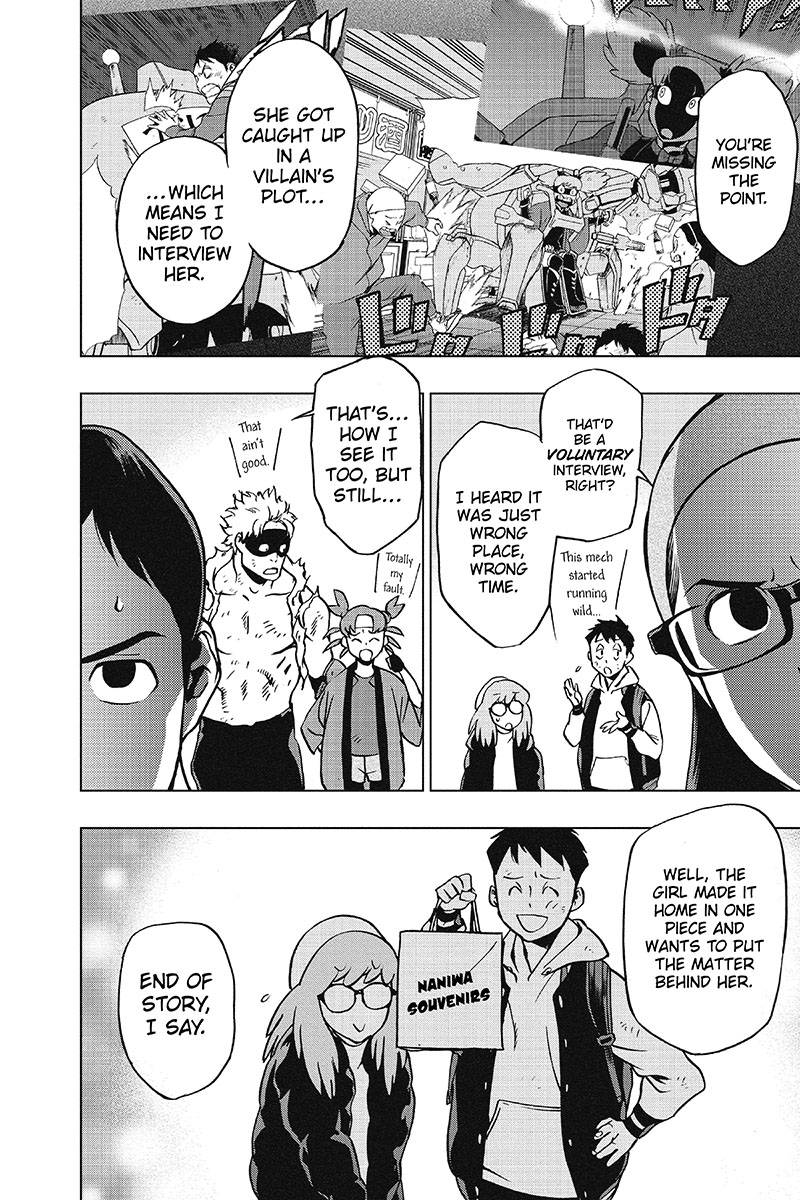 YOU'RE
MISSING
THE
POINT.
SHE GOT
CAUGHT UP
IN A
VILLAIN'S
PLOT...
...WHICH
MEANS I
NEED TO
INTERVIEW
HER.
酒
THAT'D
BE A
VOLUNTARY
INTERVIEW,
RIGHT?
I HEARD IT
WAS JUST
WRONG
PLACE,
WRONG
TIME.
This mech
started
running
wild...
THAT'S...
HOW I
SEE IT
TOO, BUT
STILL...
Totally
my
fault.
That
ain't
good.
WELL, THE
GIRL MADE IT
HOME IN ONE
PIECE AND
WANTS TO PUT
THE MATTER
BEHIND HER.
NANIWA
SOUVENIRS
END OF
STORY,
I SAY.